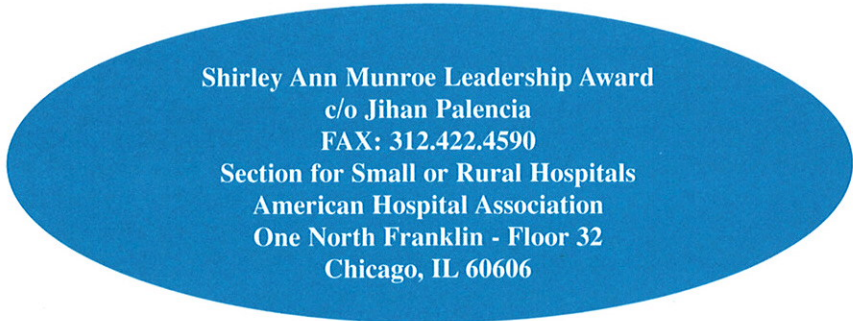 Shirley Ann Munroe Leadership Award
c/o Jihan Palencia
FAX: 312.422.4590
Section for Small or Rural Hospitals
American Hospital Association
One North Franklin - Floor 32
Chicago, IL 60606